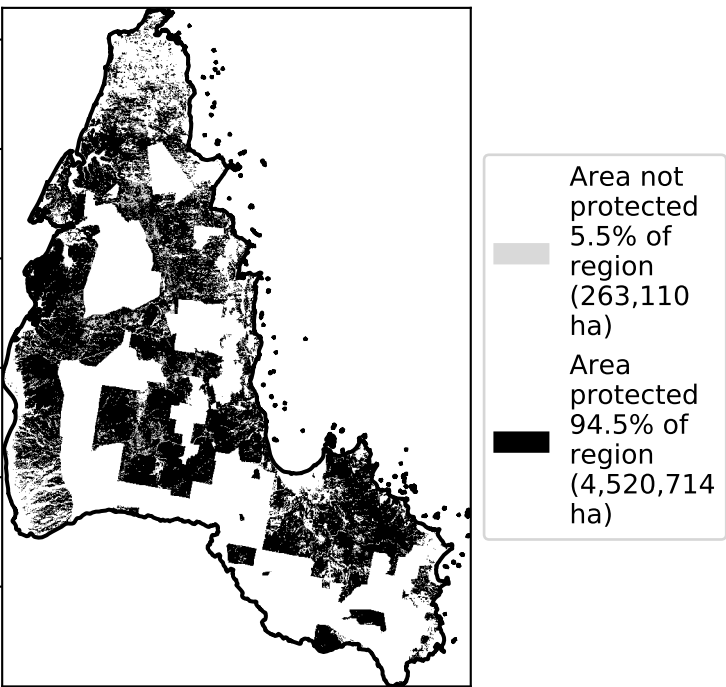 Area not
protected
5.5% of
region
(263,110
ha)
Area
protected
94.5% of
region
(4,520,714
ha)